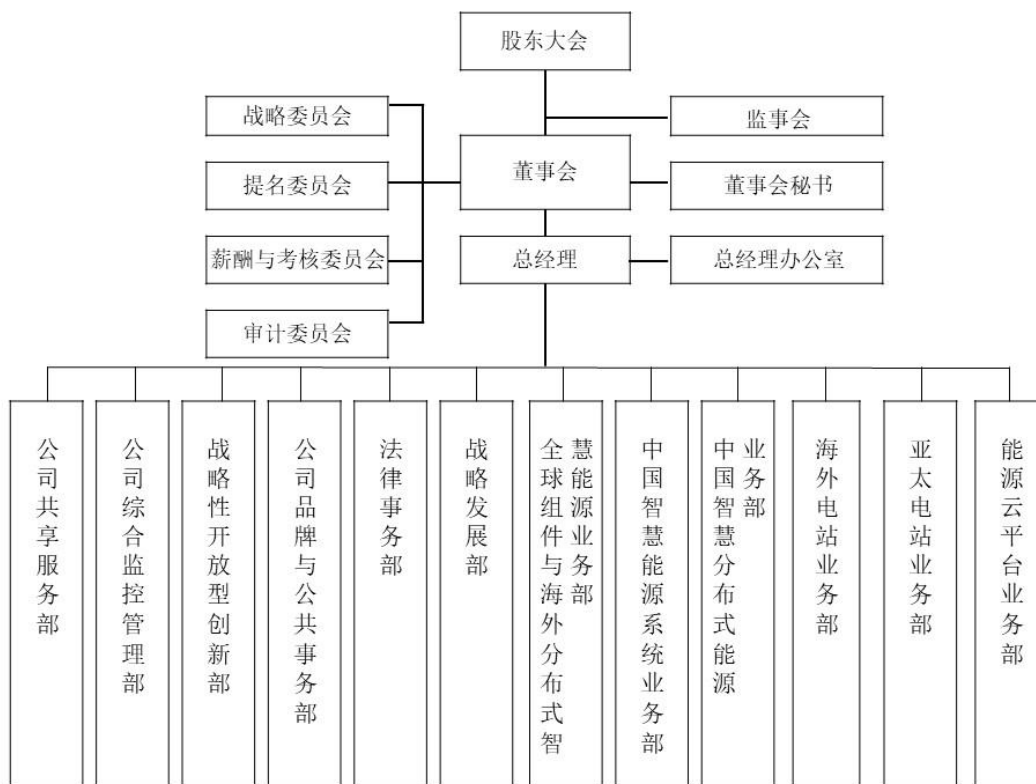 股东大会
战略委员会
监事会
提名委员会
董事会
董事会秘书
薪酬与考核委员会
总经理
总经理办公室
审计委员会
公司共享服务部
公司综合监控管理部
战略性开放型创新部
公司品牌与公共事务部
法律事务部
战略发展部
全球组件与海外分布式智
慧能源业务部
中国智慧能源系统业务部
中国智慧分布式能源
业务部
海外电站业务部
亚太电站业务部
能源云平台业务部